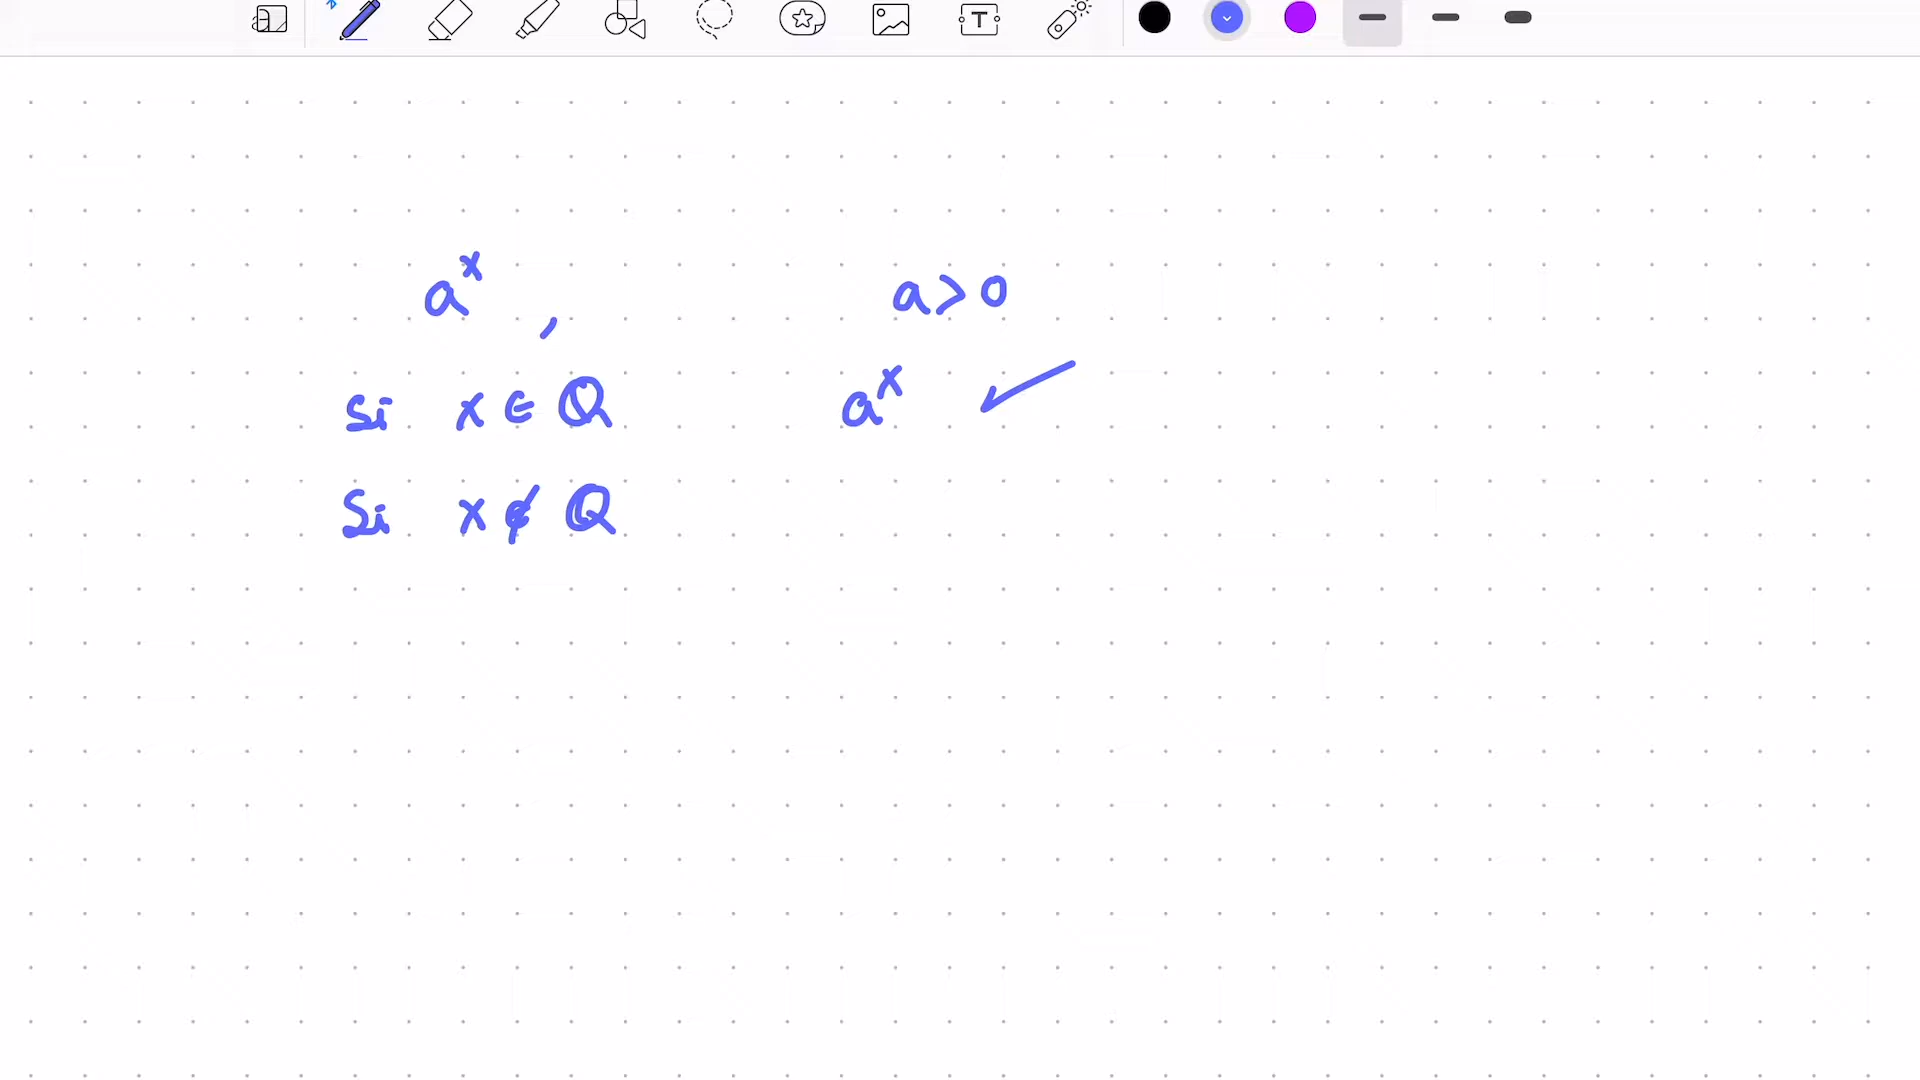 aˣ , a > 0
Si x ∈ ℚ aˣ ✓
Si x ∉ ℚ